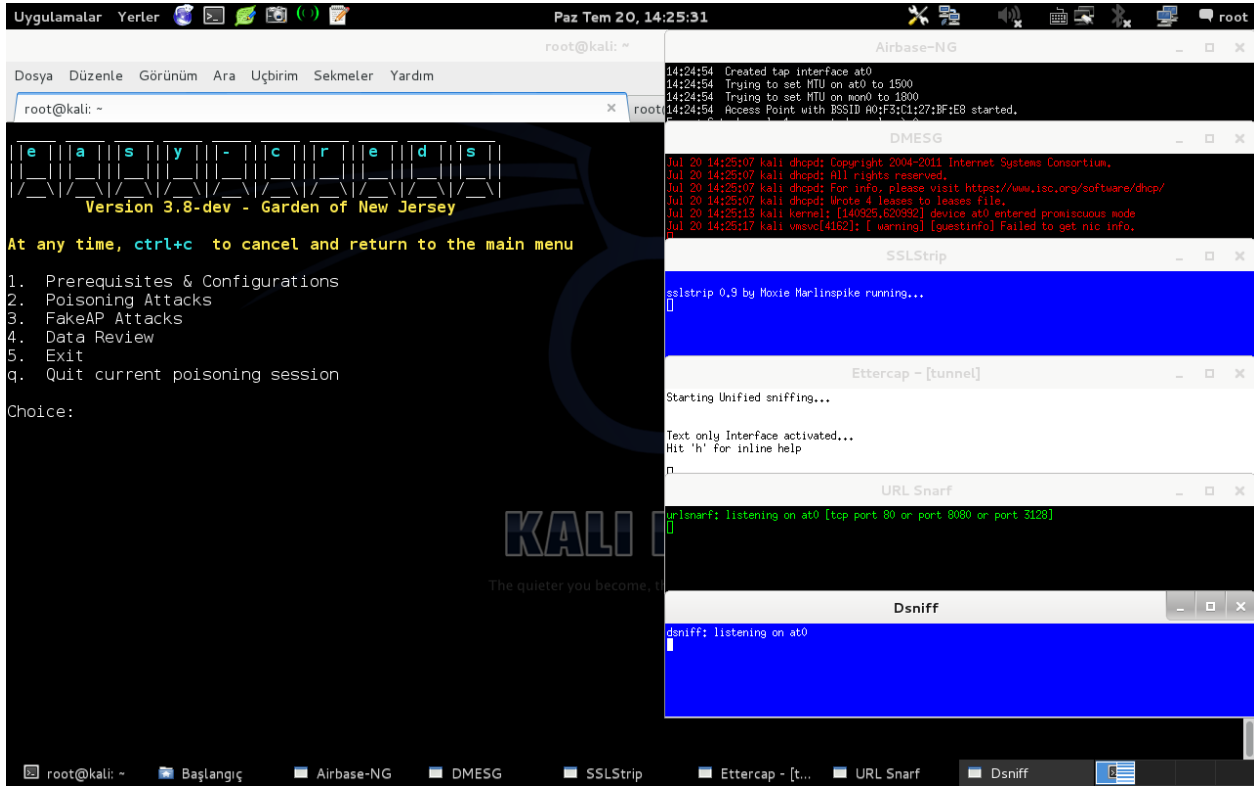 Uygulamalar Yerler
Paz Tem 20, 14:25:31
root
root@kali: ~
Dosya Düzenle Görünüm Ara Uçbirim Sekmeler Yardım
root@kali: ~
root
e a s y - c r e d s
Version 3.8-dev - Garden of New Jersey
At any time, ctrl+c to cancel and return to the main menu
1. Prerequisites & Configurations
2. Poisoning Attacks
3. FakeAP Attacks
4. Data Review
5. Exit
q. Quit current poisoning session
Choice:
KALI
The quieter you become, t
Airbase-NG
14:24:54 Created tap interface at0
14:24:54 Trying to set MTU on at0 to 1500
14:24:54 Trying to set MTU on mon0 to 1800
14:24:54 Access Point with BSSID A0:F3:C1:27:BF:E8 started.
DMESG
Jul 20 14:25:07 kali dhcpd: Copyright 2004-2011 Internet Systems Consortium.
Jul 20 14:25:07 kali dhcpd: All rights reserved.
Jul 20 14:25:07 kali dhcpd: For info, please visit https://www.isc.org/software/dhcp/
Jul 20 14:25:07 kali dhcpd: Wrote 4 leases to leases file.
Jul 20 14:25:13 kali kernel: [140925.620992] device at0 entered promiscuous mode
Jul 20 14:25:17 kali vmsvc[4162]: [ warning] [guestinfo] Failed to get nic info.
SSLStrip
sslstrip 0.9 by Moxie Marlinspike running...
Ettercap - [tunnel]
Starting Unified sniffing...
Text only Interface activated...
Hit 'h' for inline help
URL Snarf
urlsnarf: listening on at0 [tcp port 80 or port 8080 or port 3128]
Dsniff
dsniff: listening on at0
root@kali: ~
Başlangıç
Airbase-NG
DMESG
SSLStrip
Ettercap - [t...
URL Snarf
Dsniff